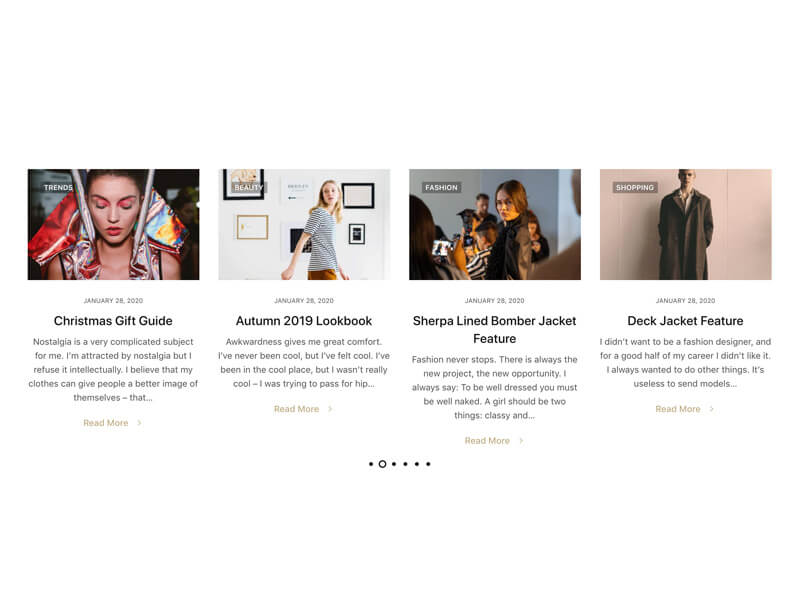 TRENDS
JANUARY 28, 2020
Christmas Gift Guide
Nostalgia is a very complicated subject
for me. I'm attracted by nostalgia but I
refuse it intellectually. I believe that my
clothes can give people a better image of
themselves – that...
Read More
BEAUTY
JANUARY 28, 2020
Autumn 2019 Lookbook
Awkwardness gives me great comfort.
I've never been cool, but I've felt cool. I've
been in the cool place, but I wasn't really
cool – I was trying to pass for hip...
Read More
FASHION
JANUARY 28, 2020
Sherpa Lined Bomber Jacket
Feature
Fashion never stops. There is always the
new project, the new opportunity. I
always say: To be well dressed you must
be well naked. A girl should be two
things: classy and...
Read More
SHOPPING
JANUARY 28, 2020
Deck Jacket Feature
I didn't want to be a fashion designer, and
for a good half of my career I didn't like it.
I always wanted to do other things. It's
useless to send models...
Read More